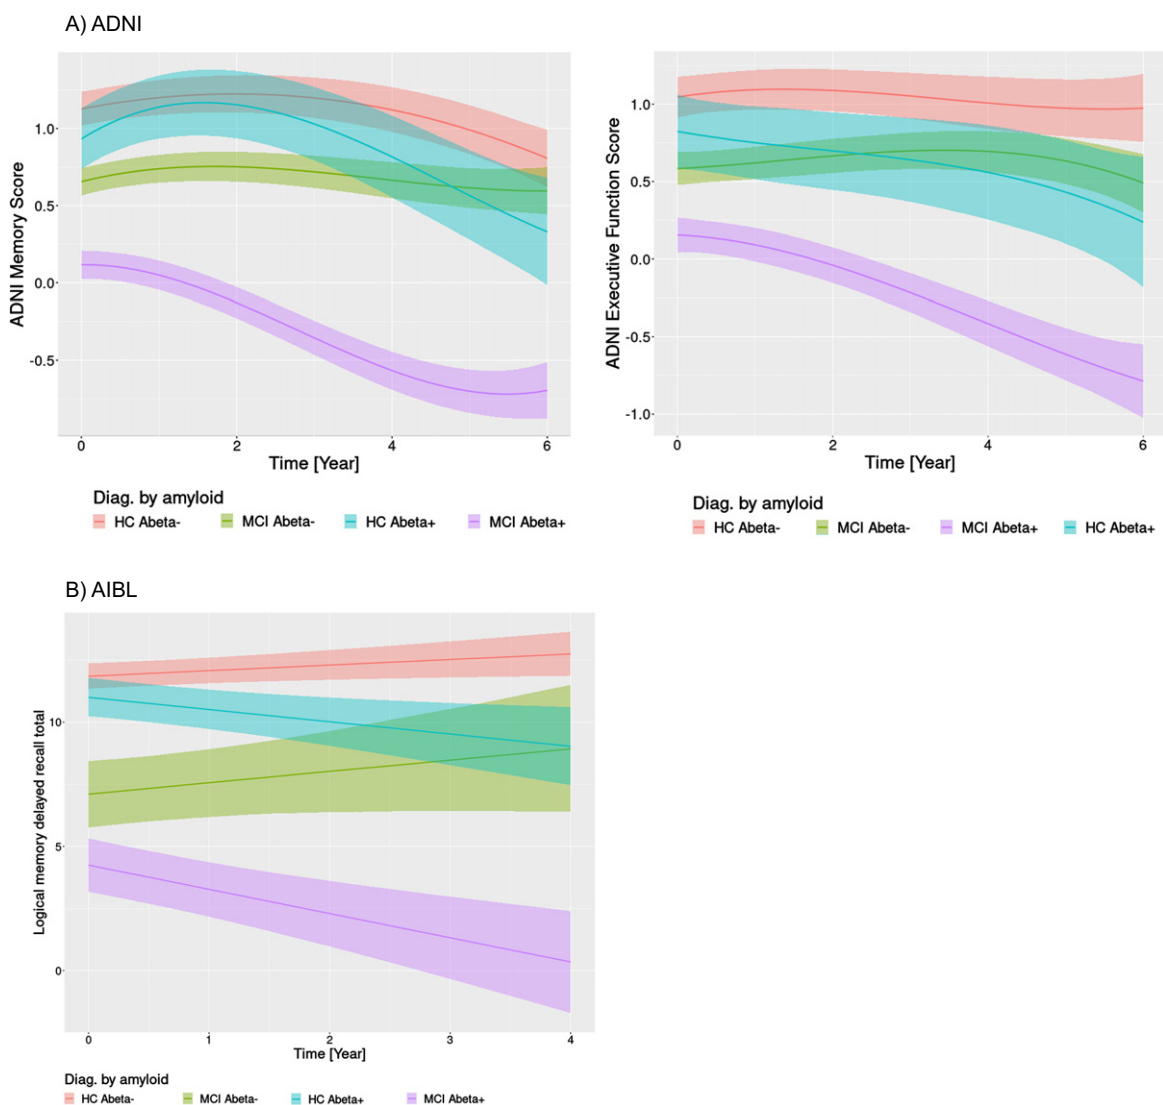 A) ADNI
ADNI Memory Score
1.0
0.5
0.0
-0.5
0 2 4 6
Time [Year]
Diag. by amyloid
HC Abeta- MCI Abeta- HC Abeta+ MCI Abeta+
ADNI Executive Function Score
1.0
0.5
0.0
-0.5
-1.0
0 2 4 6
Time [Year]
Diag. by amyloid
HC Abeta- MCI Abeta- MCI Abeta+ HC Abeta+
B) AIBL
Logical memory delayed recall total
10
5
0
0 1 2 3 4
Time [Year]
Diag. by amyloid
HC Abeta- MCI Abeta- HC Abeta+ MCI Abeta+